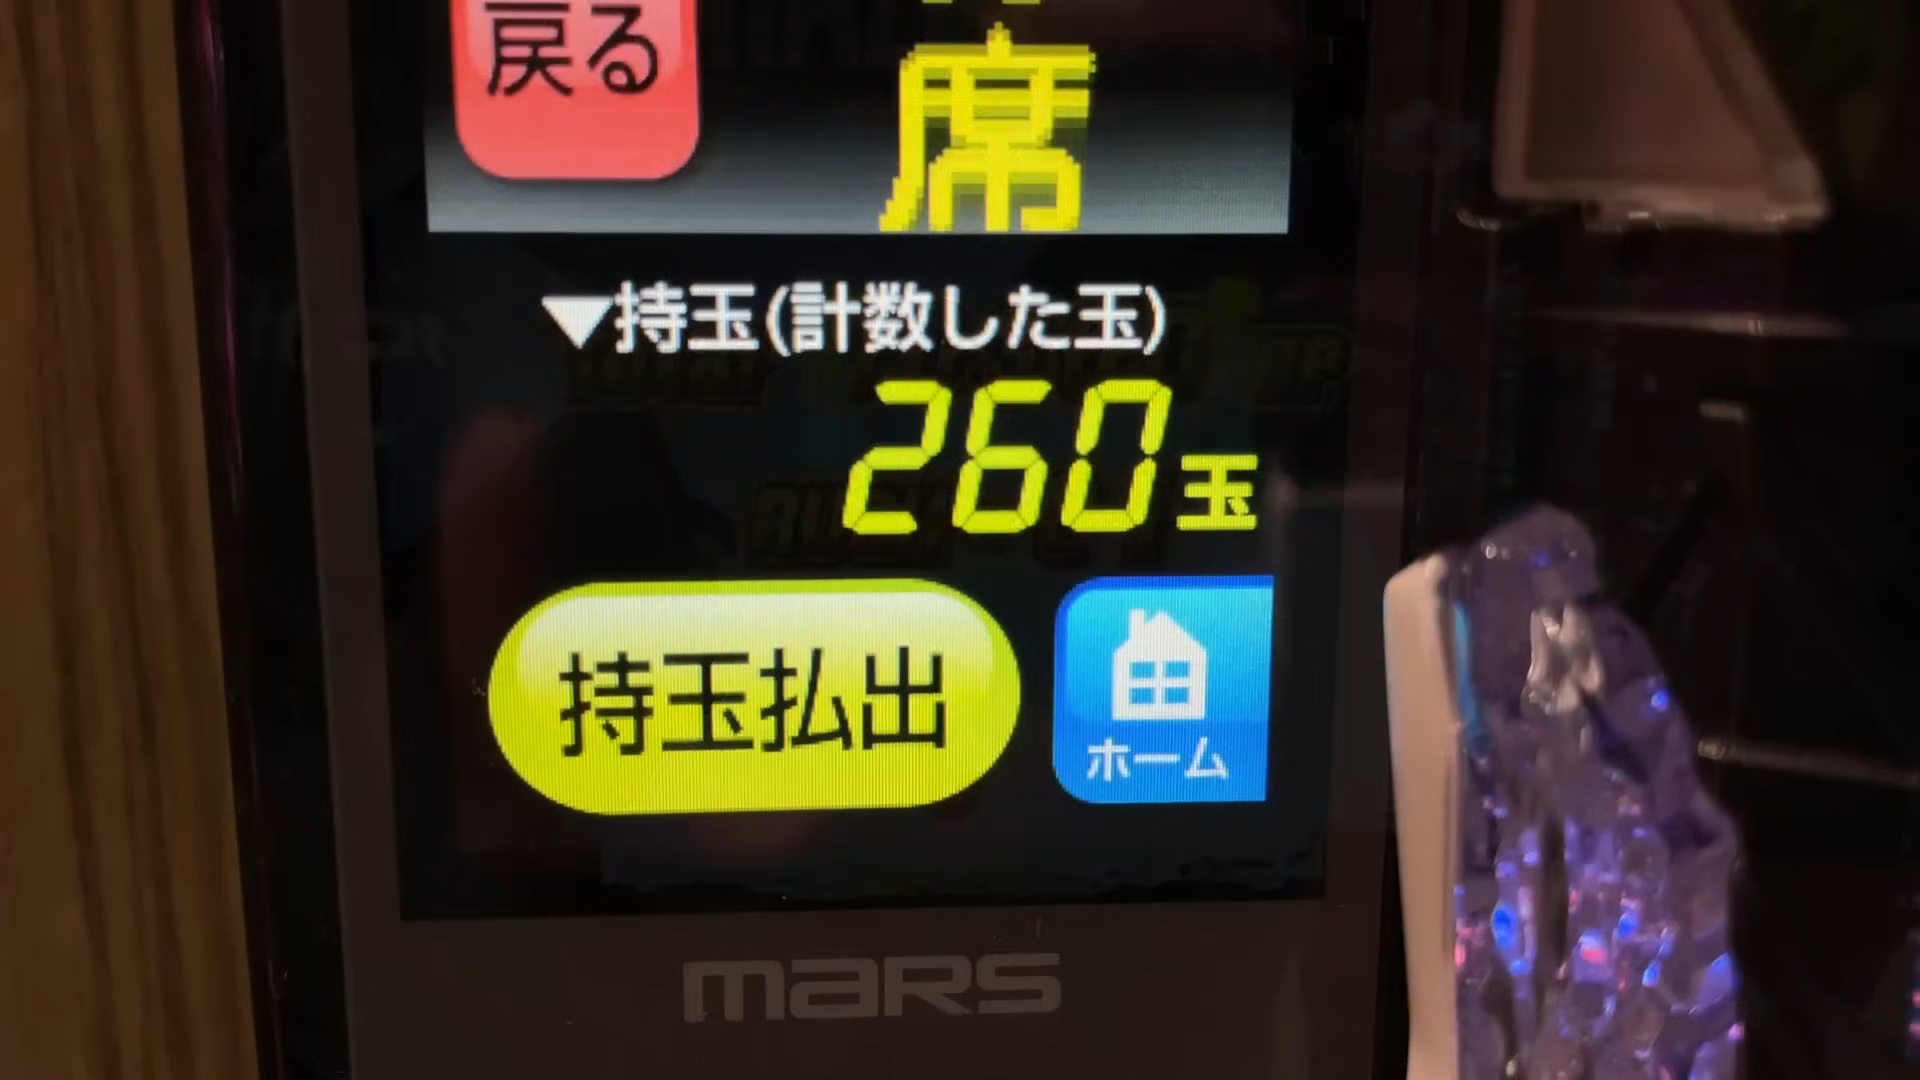 戻る
席
▼持玉(計数した玉)
260玉
持玉払出
ホーム
mars